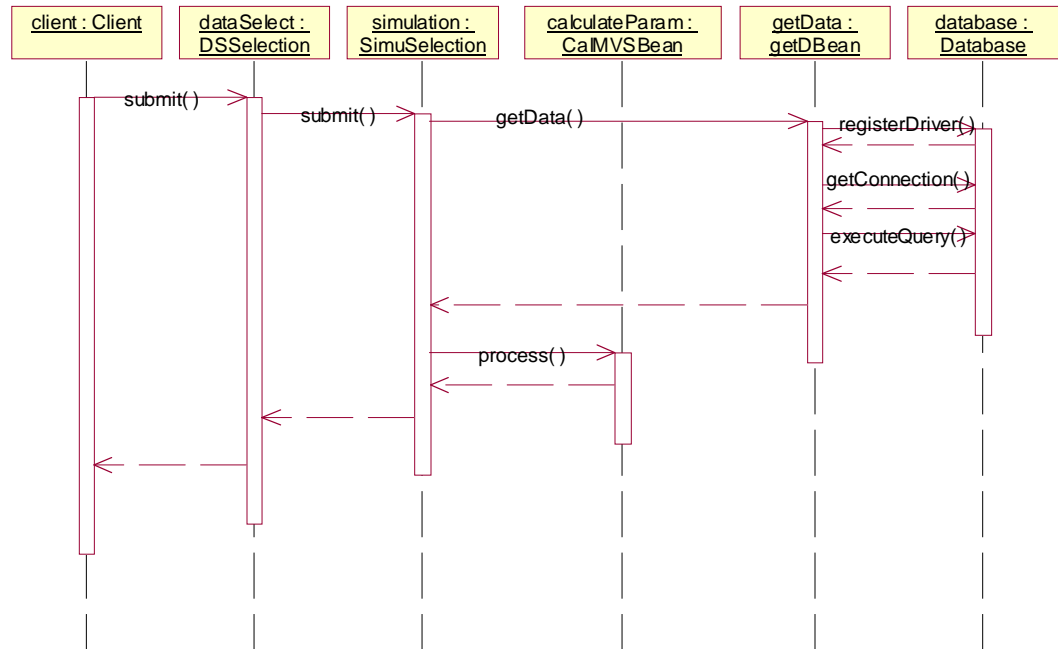 client : Client
dataSelect :
DSSelection
simulation :
SimuSelection
calculateParam :
CalMVSBean
getData :
getDBean
database :
Database
submit( )
submit( )
getData( )
registerDriver( )
getConnection( )
executeQuery( )
process( )